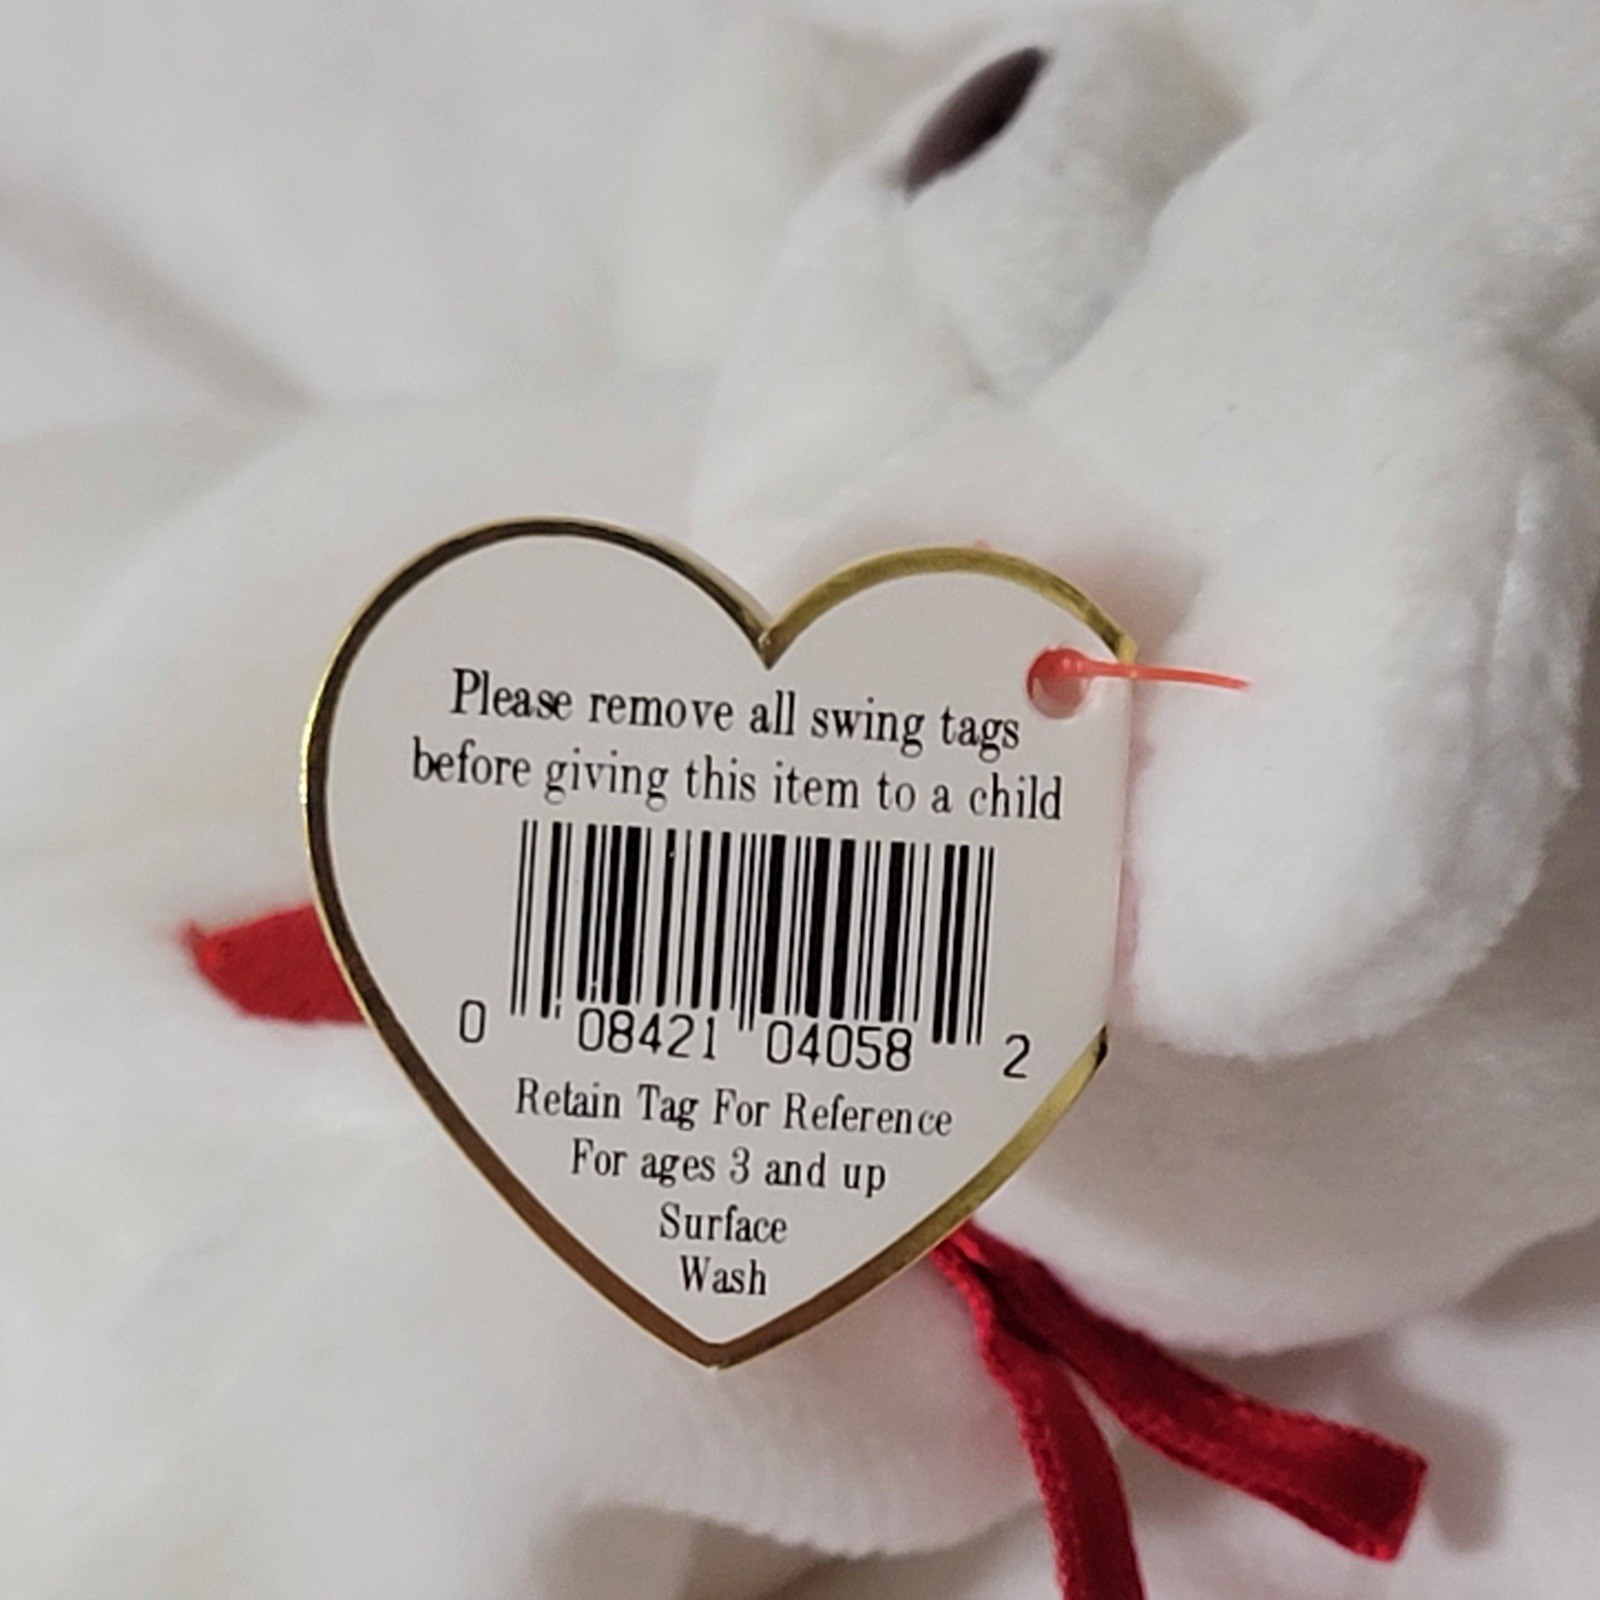 Please remove all swing tags
before giving this item to a child
0 08421 04058 2
Retain Tag For Reference
For ages 3 and up
Surface
Wash